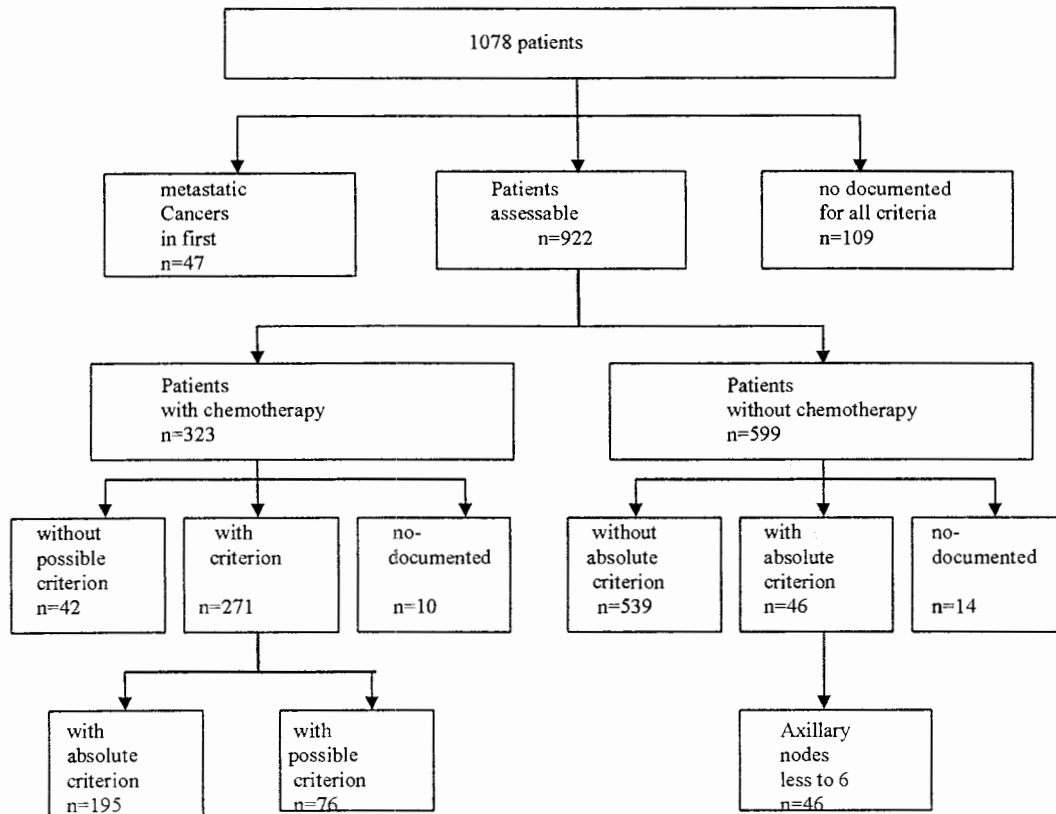 1078 patients
metastatic
Cancers
in first
n=47
Patients
assessable
n=922
no documented
for all criteria
n=109
Patients
with chemotherapy
n=323
Patients
without chemotherapy
n=599
without
possible
criterion
n=42
with
criterion
n=271
no-
documented
n=10
without
absolute
criterion
n=539
with
absolute
criterion
n=46
no-
documented
n=14
with
absolute
criterion
n=195
with
possible
criterion
n=76
Axillary
nodes
less to 6
n=46